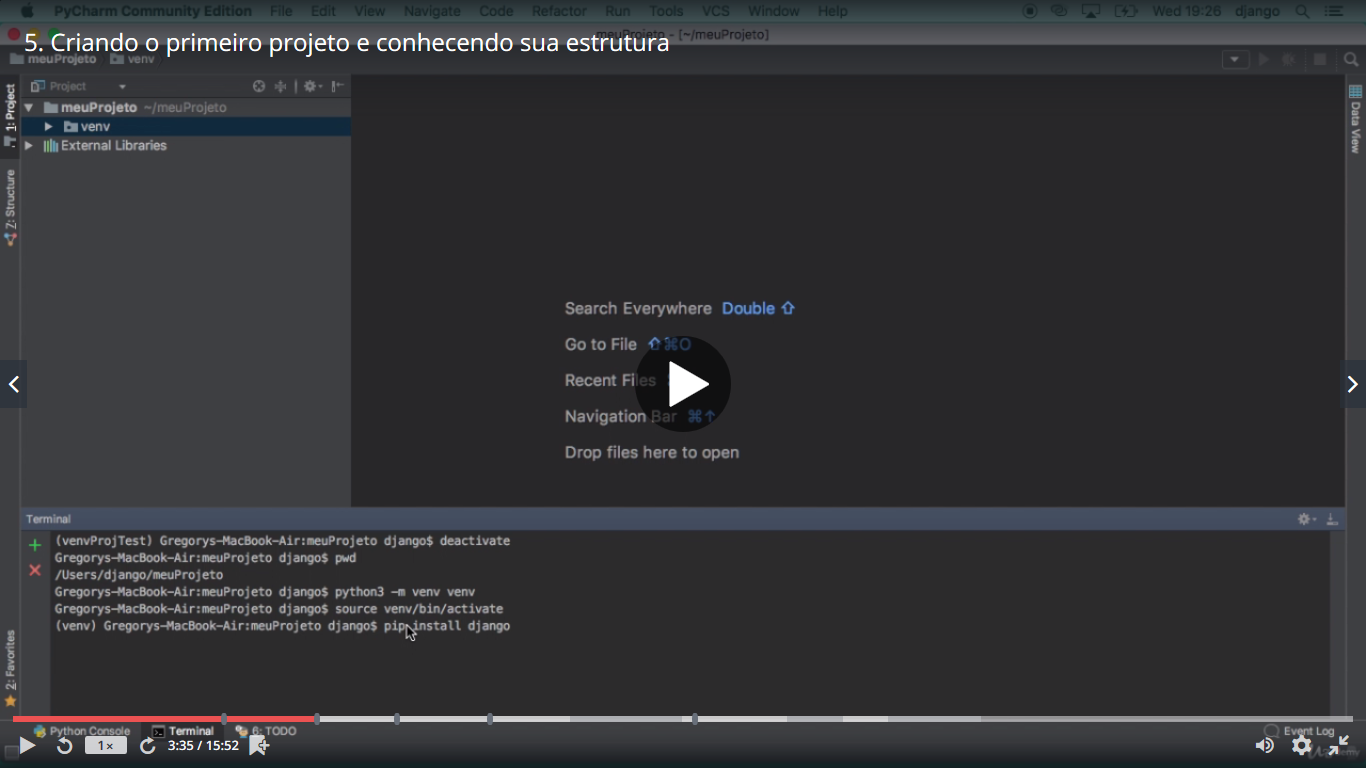 PyCharm Community Edition File Edit View Navigate Code Refactor Run Tools VCS Window Help Wed 19:26 django
5. Criando o primeiro projeto e conhecendo sua estrutura
meuProjeto - [~/meuProjeto]
meuProjeto venv
Project
1: Project
meuProjeto ~/meuProjeto
venv
External Libraries
Z: Structure
Data View
Search Everywhere Double ⇧
Go to File ⇧⌘O
Recent Files
Navigation Bar ⌘↑
Drop files here to open
Terminal
(venvProjTest) Gregorys-MacBook-Air:meuProjeto django$ deactivate
Gregorys-MacBook-Air:meuProjeto django$ pwd
/Users/django/meuProjeto
Gregorys-MacBook-Air:meuProjeto django$ python3 -m venv venv
Gregorys-MacBook-Air:meuProjeto django$ source venv/bin/activate
(venv) Gregorys-MacBook-Air:meuProjeto django$ pip install django
2: Favorites
Python Console Terminal 6: TODO Event Log
1× 3:35 / 15:52